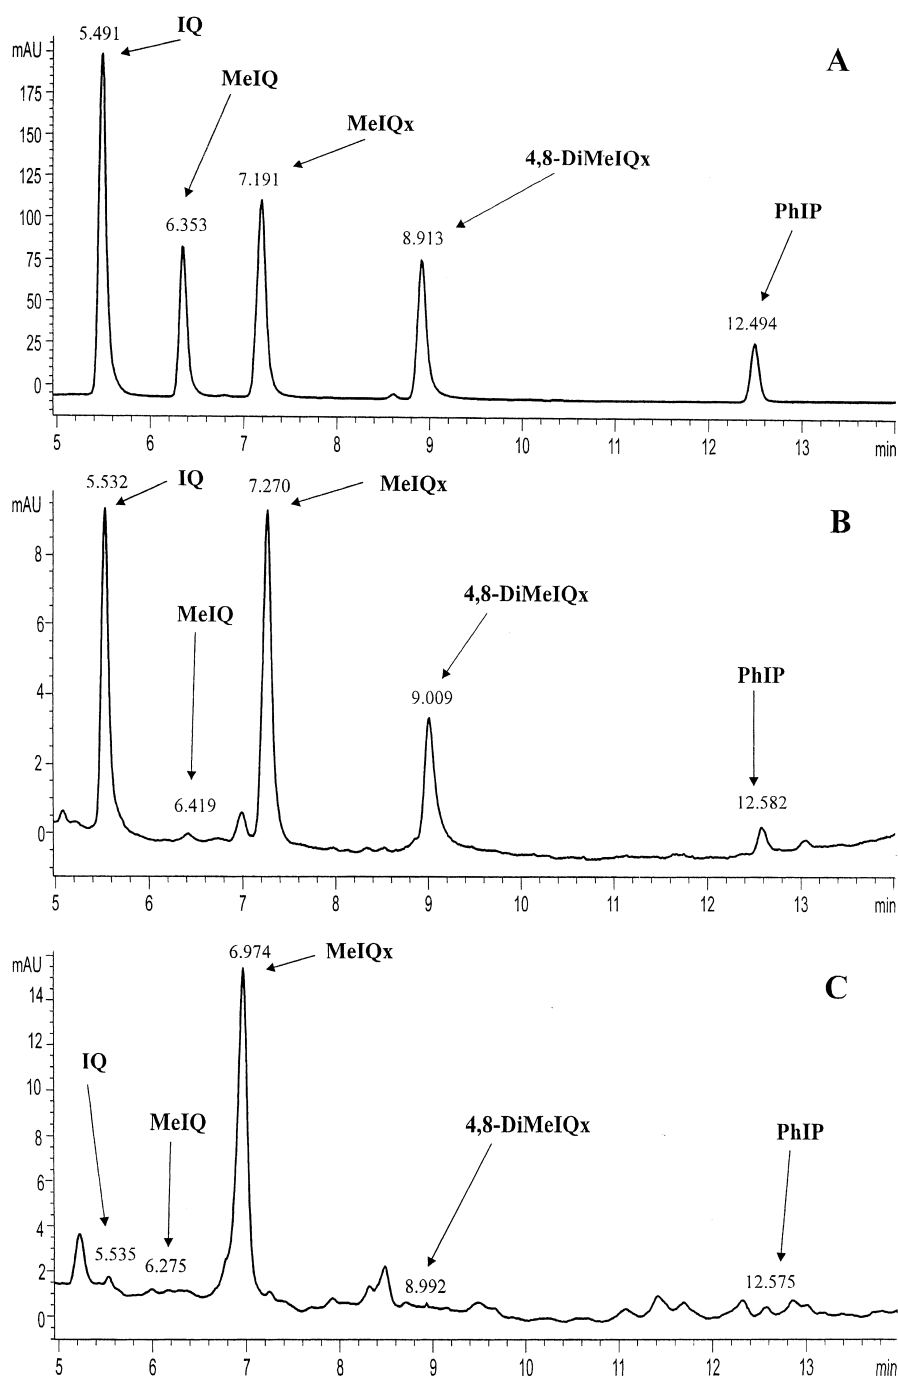 5.491
IQ
A
mAU
MeIQ
MeIQx
4,8-DiMeIQx
PhIP
7.191
6.353
8.913
12.494
175
150
125
100
75
50
25
0
5 6 7 8 9 10 11 12 13 min
5.532
IQ
7.270
MeIQx
B
mAU
4,8-DiMeIQx
MeIQ
PhIP
9.009
6.419
12.582
8
6
4
2
0
5 6 7 8 9 10 11 12 13 min
6.974
MeIQx
C
mAU
IQ
MeIQ
4,8-DiMeIQx
PhIP
5.535
6.275
8.992
12.575
14
12
10
8
6
4
2
0
5 6 7 8 9 10 11 12 13 min